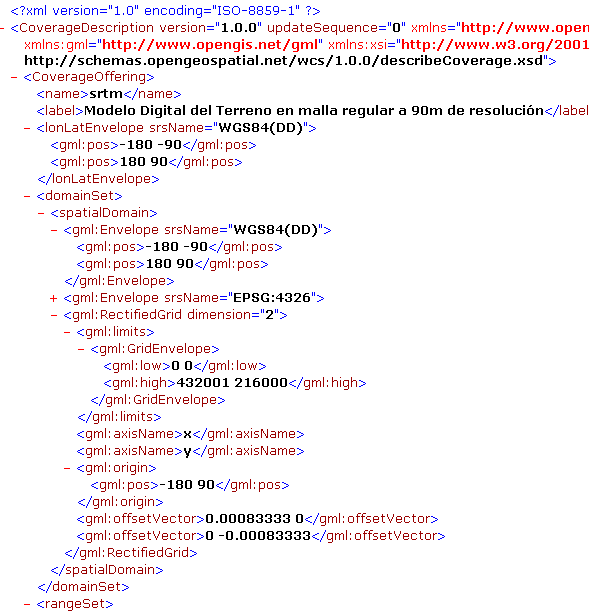 <?xml version="1.0" encoding="ISO-8859-1" ?>
- <CoverageDescription version="1.0.0" updateSequence="0" xmlns="http://www.open
xmlns:gml="http://www.opengis.net/gml" xmlns:xsi="http://www.w3.org/2001
http://schemas.opengeospatial.net/wcs/1.0.0/describeCoverage.xsd">
- <CoverageOffering>
<name>srtm</name>
<label>Modelo Digital del Terreno en malla regular a 90m de resolución</label
- <lonLatEnvelope srsName="WGS84(DD)">
<gml:pos>-180 -90</gml:pos>
<gml:pos>180 90</gml:pos>
</lonLatEnvelope>
- <domainSet>
- <spatialDomain>
- <gml:Envelope srsName="WGS84(DD)">
<gml:pos>-180 -90</gml:pos>
<gml:pos>180 90</gml:pos>
</gml:Envelope>
+ <gml:Envelope srsName="EPSG:4326">
- <gml:RectifiedGrid dimension="2">
- <gml:limits>
- <gml:GridEnvelope>
<gml:low>0 0</gml:low>
<gml:high>432001 216000</gml:high>
</gml:GridEnvelope>
</gml:limits>
<gml:axisName>x</gml:axisName>
<gml:axisName>y</gml:axisName>
- <gml:origin>
<gml:pos>-180 90</gml:pos>
</gml:origin>
<gml:offsetVector>0.00083333 0</gml:offsetVector>
<gml:offsetVector>0 -0.00083333</gml:offsetVector>
</gml:RectifiedGrid>
</spatialDomain>
</domainSet>
- <rangeSet>